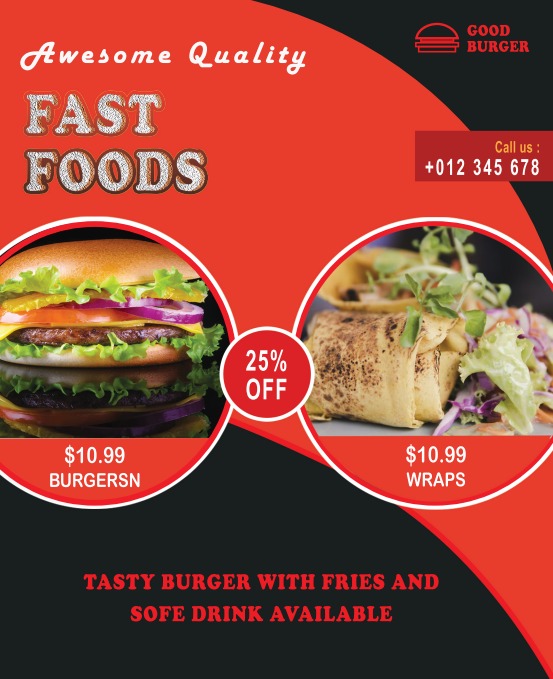 Awesome Quality
GOOD
BURGER
FAST
FOODS
Call us :
+012 345 678
25%
OFF
$10.99
BURGERSN
$10.99
WRAPS
TASTY BURGER WITH FRIES AND
SOFE DRINK AVAILABLE